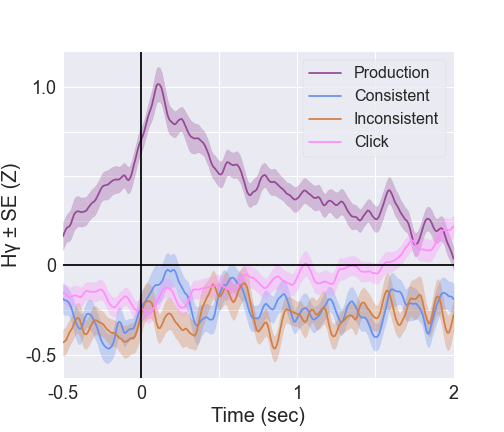 Production
Consistent
Inconsistent
Click
Hγ ± SE (Z)
1.0
0
-0.5
-0.5
0
1
2
Time (sec)